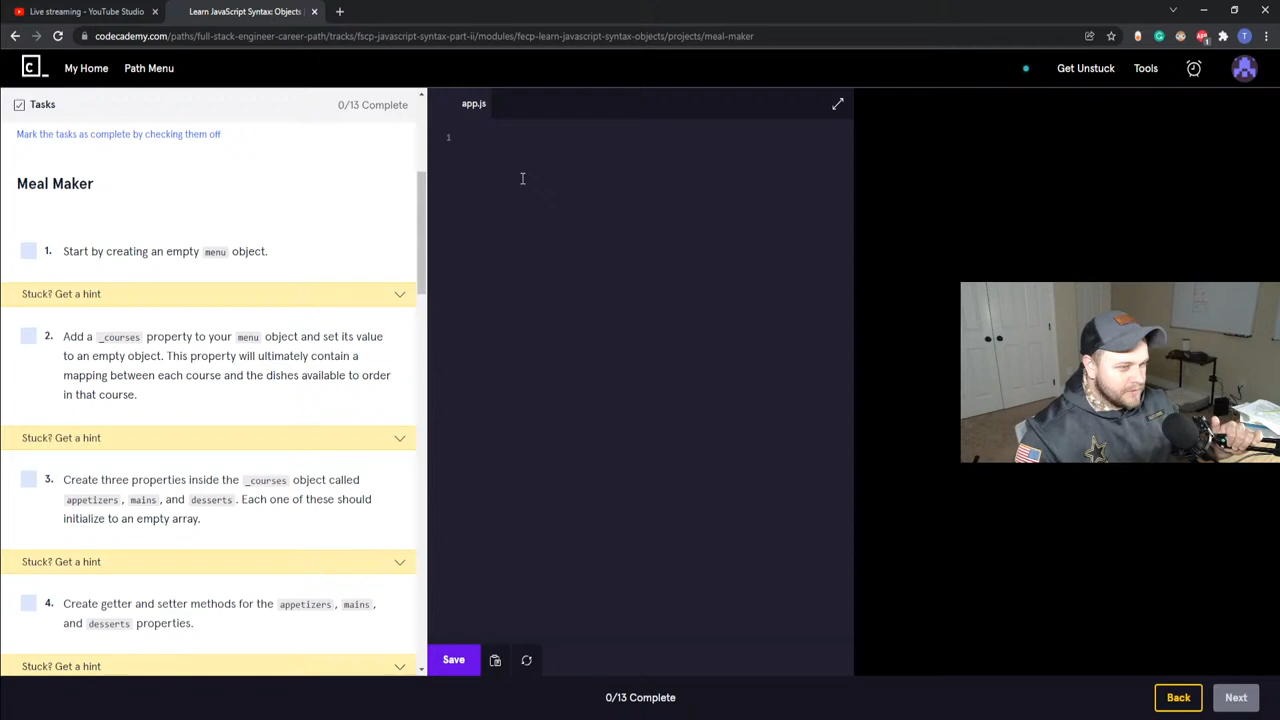 Live streaming - YouTube Studio
Learn JavaScript Syntax: Objects
codecademy.com/paths/full-stack-engineer-career-path/tracks/fscp-javascript-syntax-part-ii/modules/fecp-learn-javascript-syntax-objects/projects/meal-maker
1
T
C_
My Home
Path Menu
Get Unstuck
Tools
Tasks
0/13 Complete
app.js
Mark the tasks as complete by checking them off
1
Meal Maker
1. Start by creating an empty menu object.
Stuck? Get a hint
2. Add a _courses property to your menu object and set its value
to an empty object. This property will ultimately contain a
mapping between each course and the dishes available to order
in that course.
Stuck? Get a hint
3. Create three properties inside the _courses object called
appetizers, mains, and desserts. Each one of these should
initialize to an empty array.
Stuck? Get a hint
4. Create getter and setter methods for the appetizers, mains,
and desserts properties.
Stuck? Get a hint
Save
0/13 Complete
Back
Next